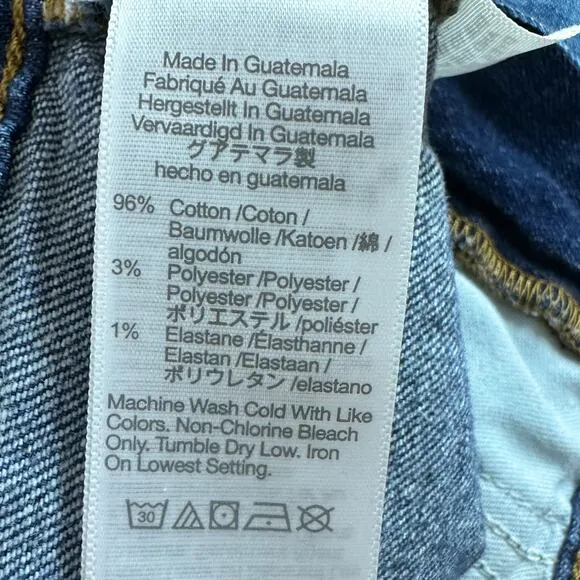 Made In Guatemala
Fabriqué Au Guatemala
Hergestellt In Guatemala
Vervaardigd In Guatemala
グアテマラ製
hecho en guatemala
96% Cotton /Coton /
Baumwolle /Katoen /綿 /
algodón
3% Polyester /Polyester /
Polyester /Polyester /
ポリエステル /poliéster
1% Elastane /Élasthanne /
Elastan /Elastaan /
ポリウレタン /elastano
Machine Wash Cold With Like
Colors. Non-Chlorine Bleach
Only. Tumble Dry Low. Iron
On Lowest Setting.
30